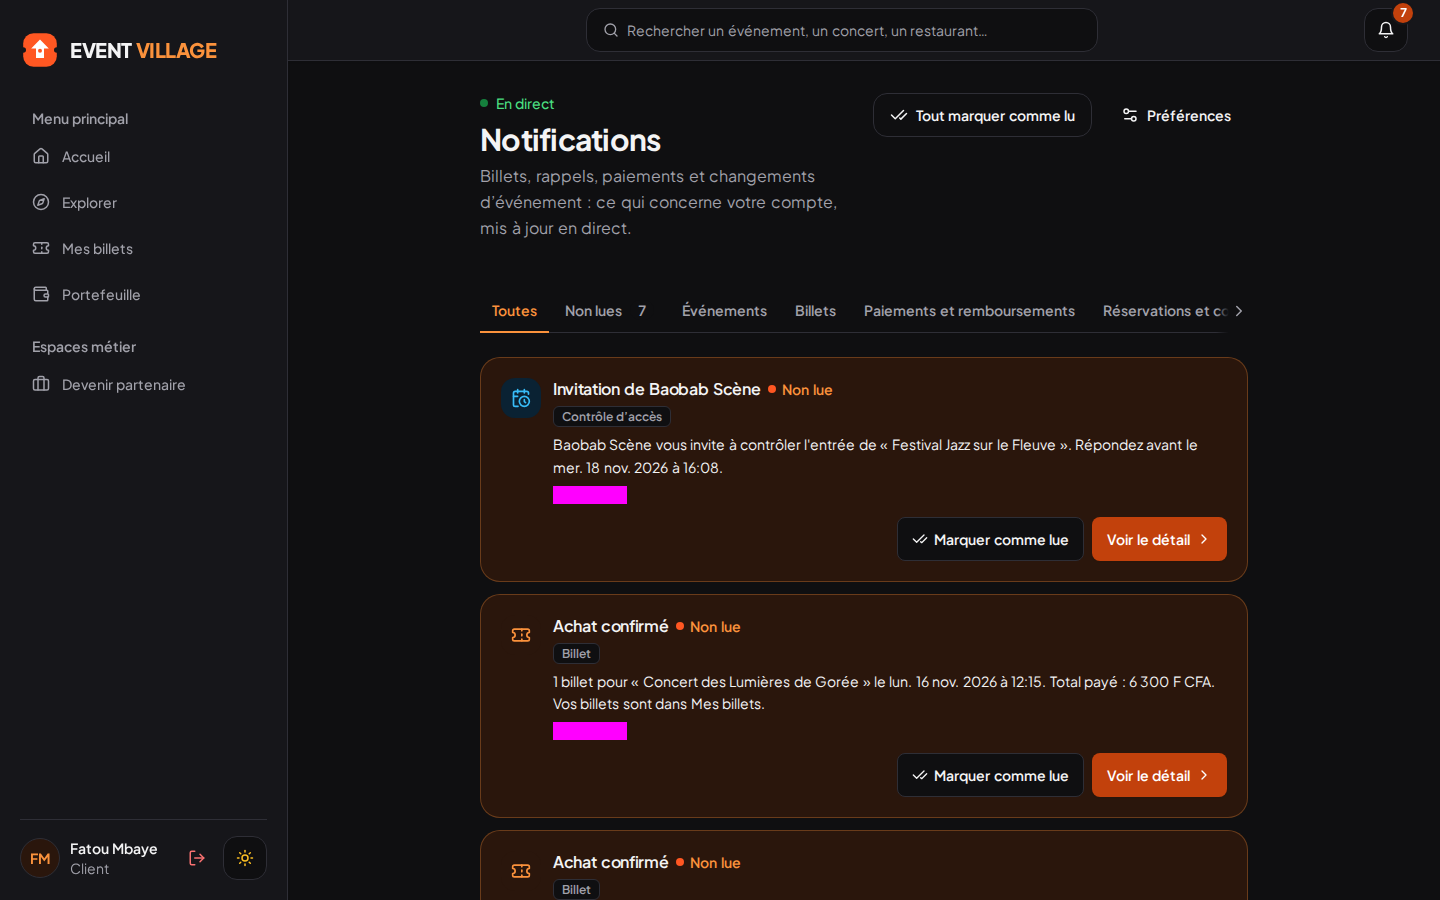 EVENT VILLAGE
Rechercher un événement, un concert, un restaurant…
7
Menu principal
Accueil
Explorer
Mes billets
Portefeuille
Espaces métier
Devenir partenaire
FM
Fatou Mbaye
Client
En direct
Notifications
Billets, rappels, paiements et changements
d’événement : ce qui concerne votre compte,
mis à jour en direct.
Tout marquer comme lu
Préférences
Toutes
Non lues 7
Événements
Billets
Paiements et remboursements
Réservations et
Invitation de Baobab Scène
Non lue
Contrôle d’accès
Baobab Scène vous invite à contrôler l’entrée de « Festival Jazz sur le Fleuve ». Répondez avant le
mer. 18 nov. 2026 à 16:08.
Marquer comme lue
Voir le détail
Achat confirmé
Non lue
Billet
1 billet pour « Concert des Lumières de Gorée » le lun. 16 nov. 2026 à 12:15. Total payé : 6 300 F CFA.
Vos billets sont dans Mes billets.
Marquer comme lue
Voir le détail
Achat confirmé
Non lue
Billet